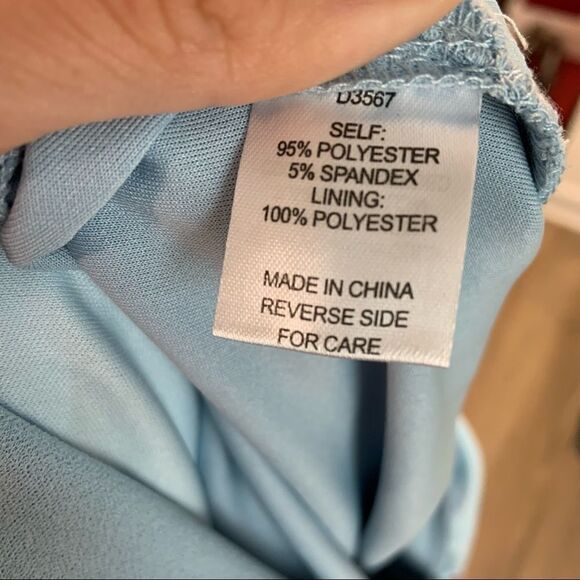 D3567
SELF:
95% POLYESTER
5% SPANDEX
LINING:
100% POLYESTER
MADE IN CHINA
REVERSE SIDE
FOR CARE